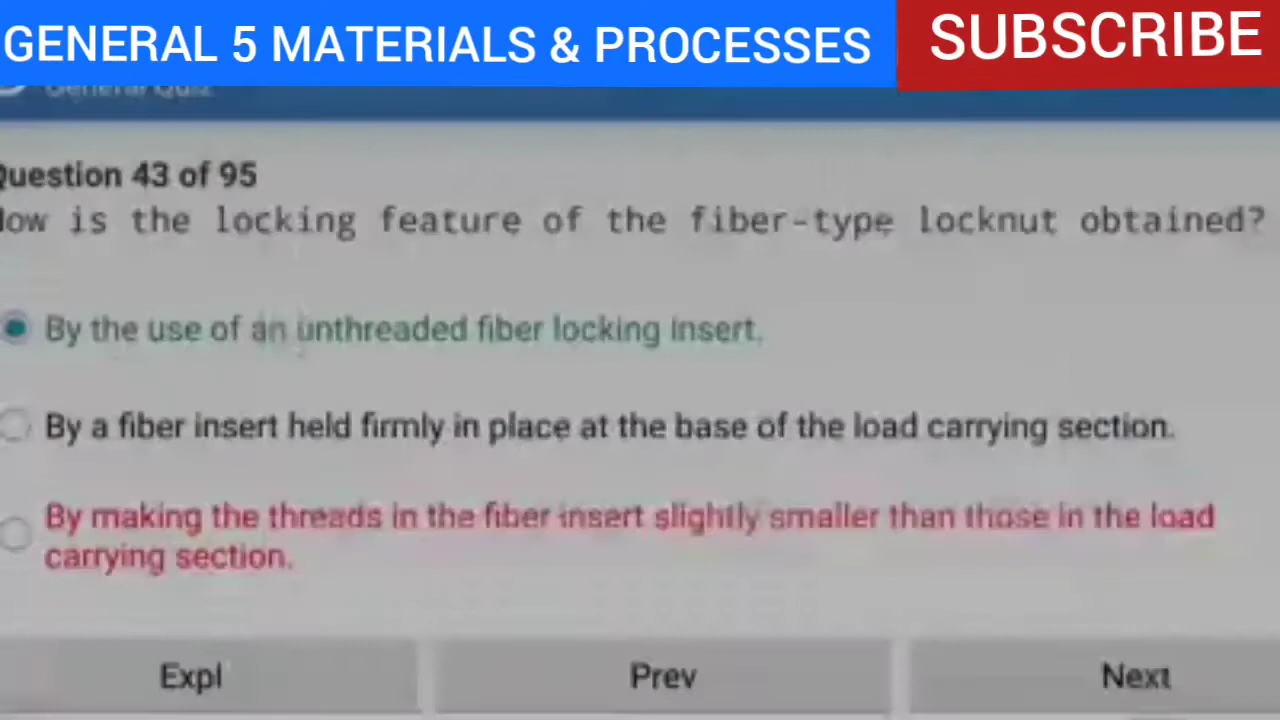 GENERAL 5 MATERIALS & PROCESSES
SUBSCRIBE
General Quiz
Question 43 of 95
How is the locking feature of the fiber-type locknut obtained?
By the use of an unthreaded fiber locking insert.
By a fiber insert held firmly in place at the base of the load carrying section.
By making the threads in the fiber insert slightly smaller than those in the load
carrying section.
Expl
Prev
Next